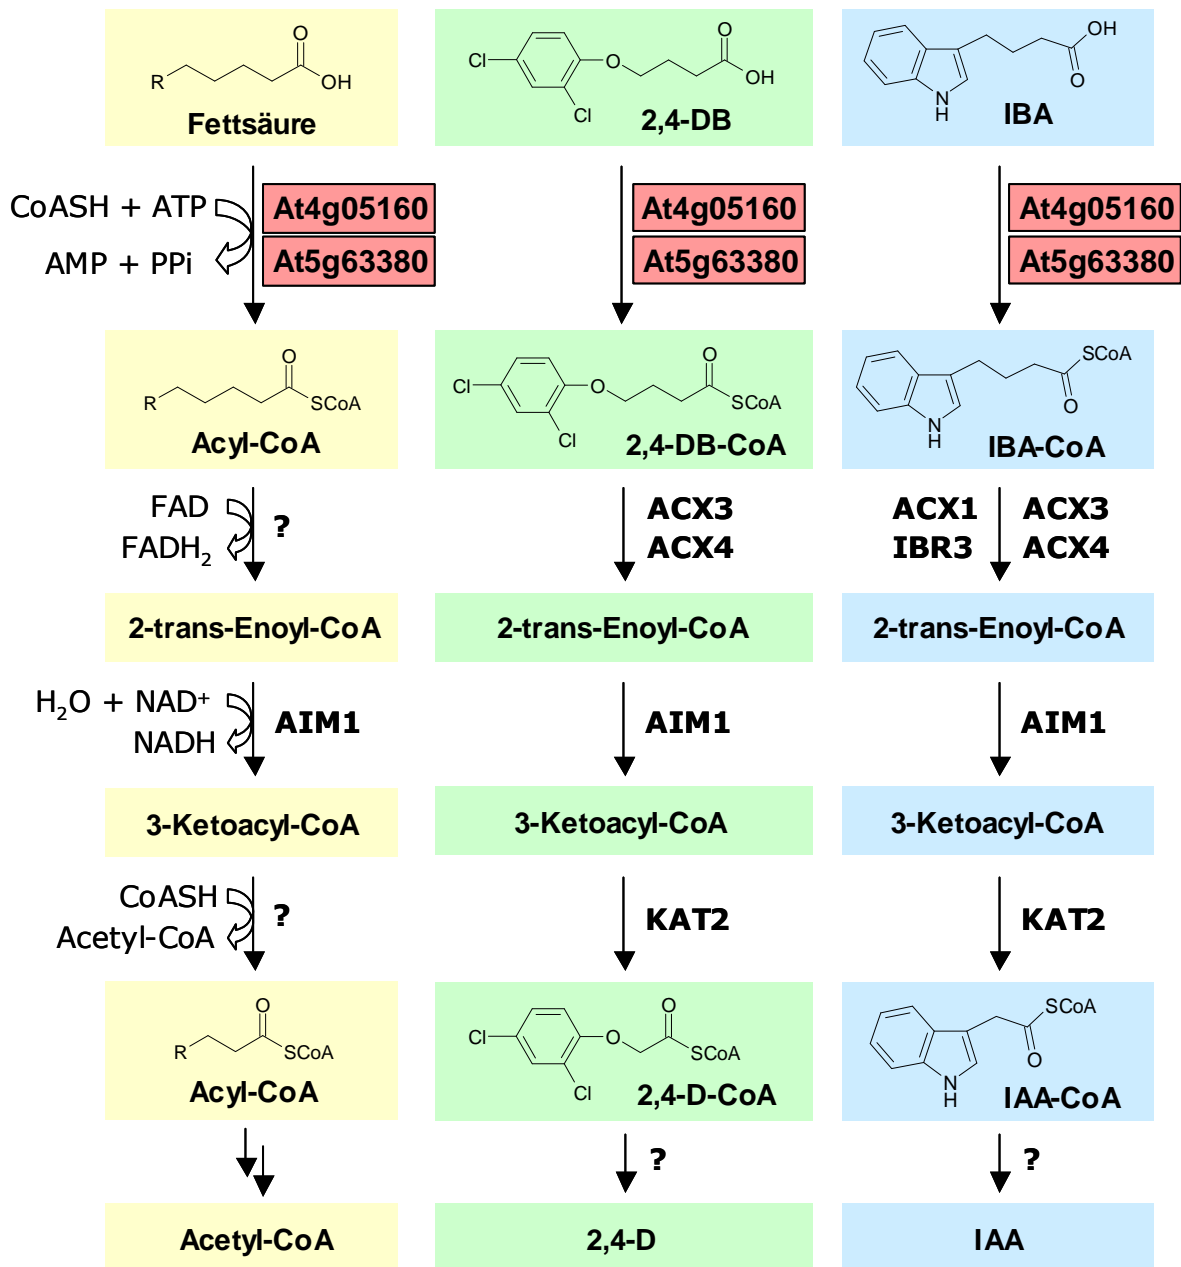 O
OH
R
Fettsäure
Cl
O
Cl
O
OH
2,4-DB
N
H
OH
O
IBA
CoASH + ATP
AMP + PPi
At4g05160
At5g63380
At4g05160
At5g63380
At4g05160
At5g63380
O
R
SCoA
Acyl-CoA
Cl
O
Cl
O
SCoA
2,4-DB-CoA
N
H
SCoA
O
IBA-CoA
FAD
FADH₂
?
ACX3
ACX4
ACX1
IBR3
ACX3
ACX4
2-trans-Enoyl-CoA
2-trans-Enoyl-CoA
2-trans-Enoyl-CoA
H₂O + NAD⁺
NADH
AIM1
AIM1
AIM1
3-Ketoacyl-CoA
3-Ketoacyl-CoA
3-Ketoacyl-CoA
CoASH
Acetyl-CoA
?
KAT2
KAT2
O
R
SCoA
Acyl-CoA
Cl
O
Cl
O
SCoA
2,4-D-CoA
N
H
SCoA
O
IAA-CoA
?
?
Acetyl-CoA
2,4-D
IAA